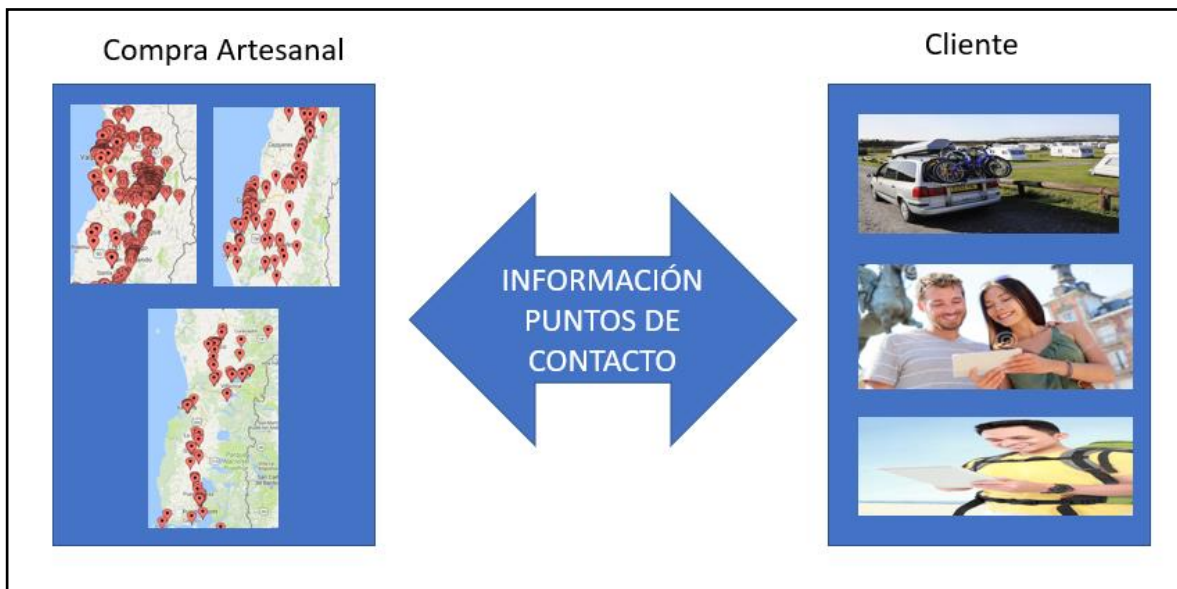 Compra Artesanal
Cliente
INFORMACIÓN
PUNTOS DE
CONTACTO